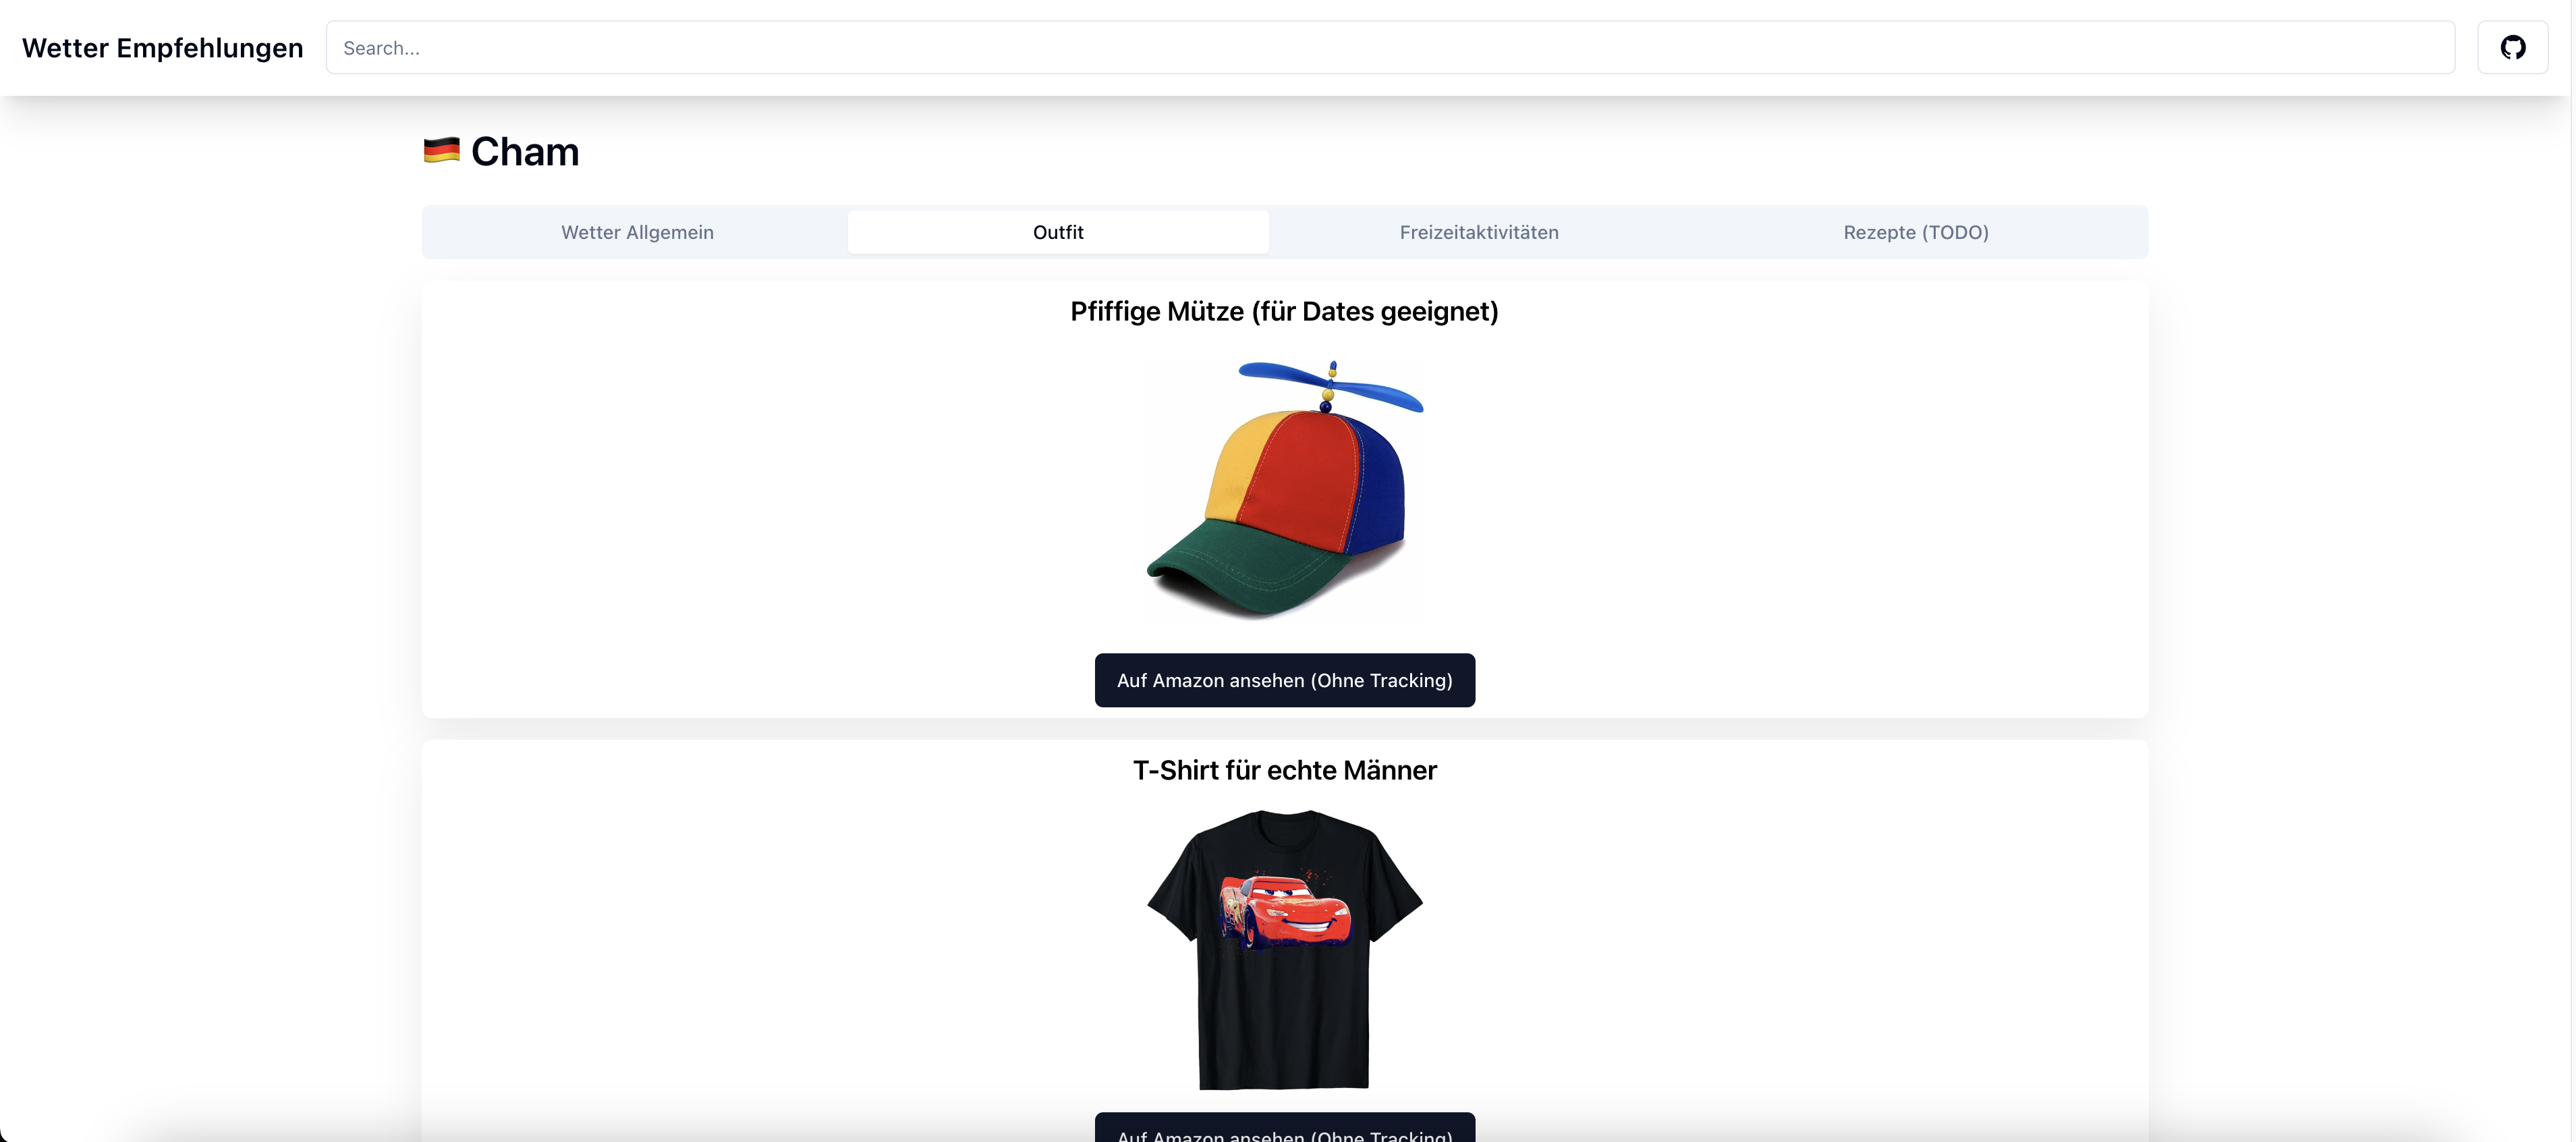 Wetter Empfehlungen
Search...
🇩🇪 Cham
Wetter Allgemein
Outfit
Freizeitaktivitäten
Rezepte (TODO)
Pfiffige Mütze (für Dates geeignet)
Auf Amazon ansehen (Ohne Tracking)
T-Shirt für echte Männer
Auf Amazon ansehen (Ohne Tracking)